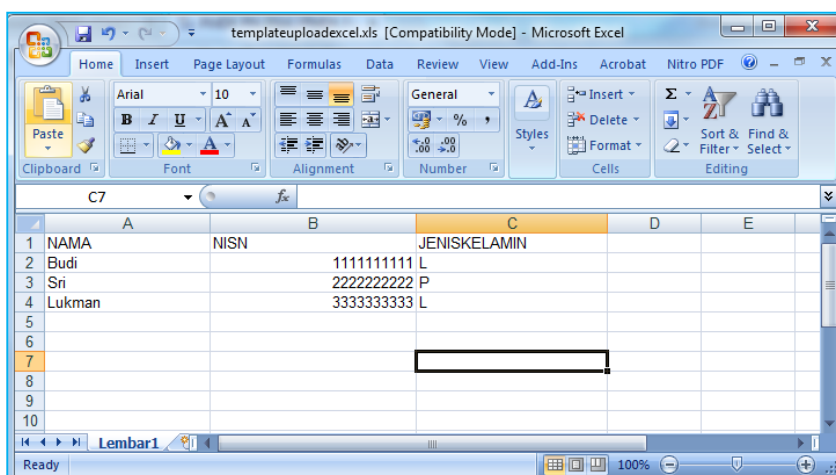 templateuploadexcel.xls [Compatibility Mode] - Microsoft Excel
Home Insert Page Layout Formulas Data Review View Add-Ins Acrobat Nitro PDF
Arial 10 General Insert Σ
B I U A A % , Delete
Paste A Styles Format Sort & Filter Find & Select
Clipboard Font Alignment Number Cells Editing
C7 fx
A B C D E
1 NAMA NISN JENISKELAMIN
2 Budi 1111111111 L
3 Sri 2222222222 P
4 Lukman 3333333333 L
5
6
7
8
9
10
Lembar1
Ready 100%